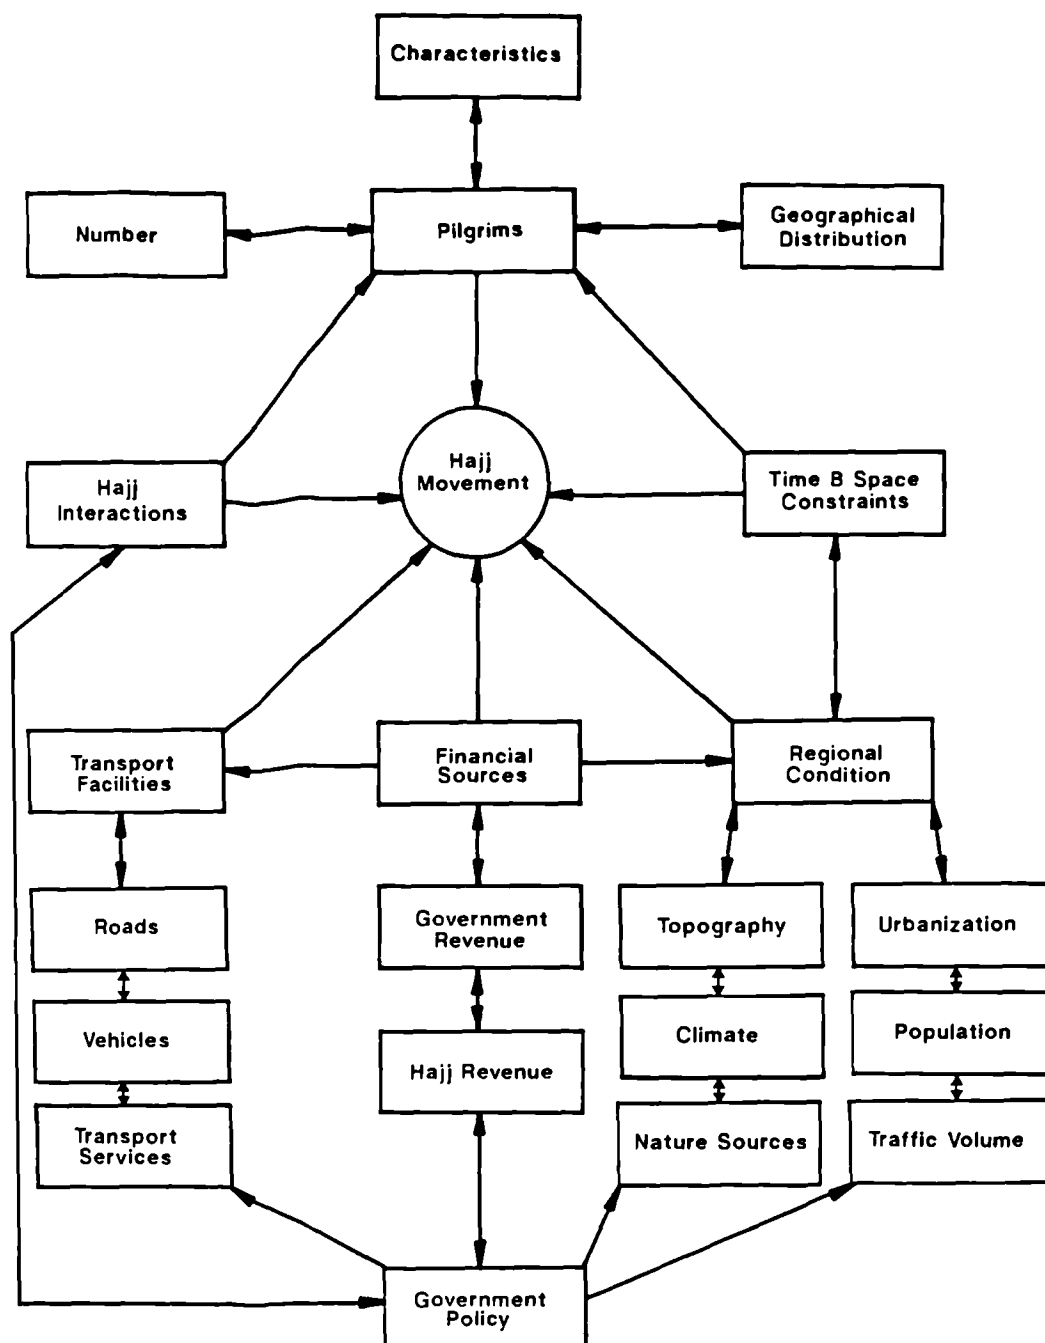 Characteristics
Number
Pilgrims
Geographical
Distribution
Hajj
Interactions
Hajj
Movement
Time B Space
Constraints
Transport
Facilities
Financial
Sources
Regional
Condition
Roads
Government
Revenue
Topography
Urbanization
Vehicles
Hajj Revenue
Climate
Population
Transport
Services
Nature Sources
Traffic Volume
Government
Policy